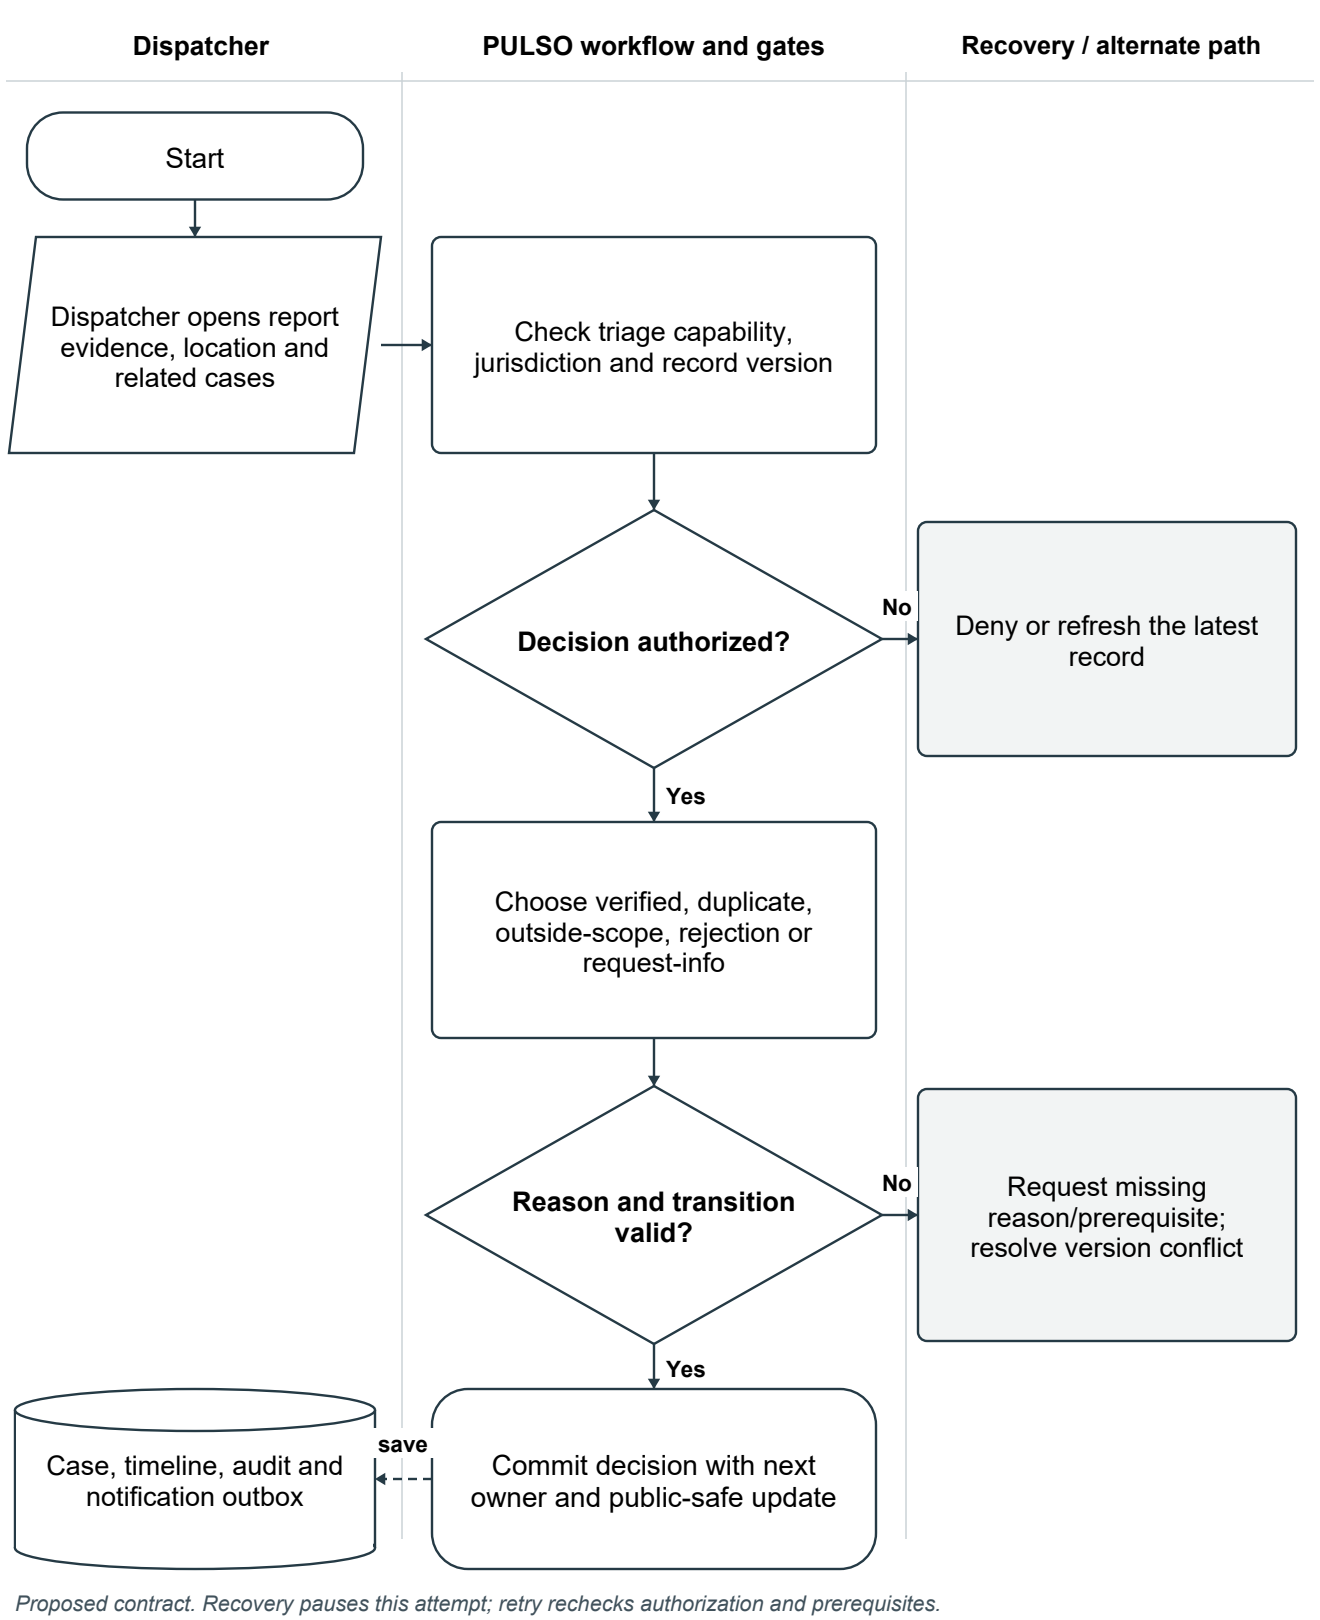 Dispatcher
PULSO workflow and gates
Recovery / alternate path
Start
Dispatcher opens report
evidence, location and
related cases
Check triage capability,
jurisdiction and record version
Decision authorized?
No
Deny or refresh the latest
record
Yes
Choose verified, duplicate,
outside-scope, rejection or
request-info
Reason and transition
valid?
No
Request missing
reason/prerequisite;
resolve version conflict
Yes
Commit decision with next
owner and public-safe update
save
Case, timeline, audit and
notification outbox
Proposed contract. Recovery pauses this attempt; retry rechecks authorization and prerequisites.